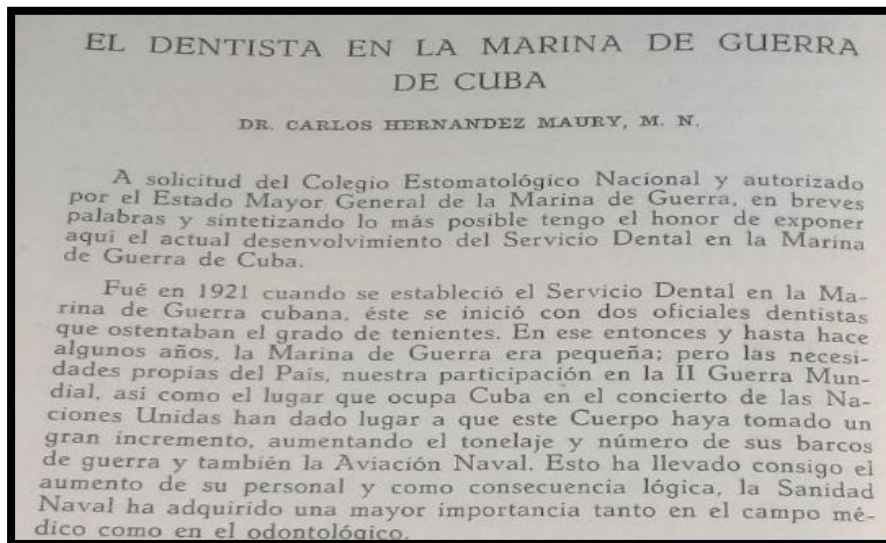 EL DENTISTA EN LA MARINA DE GUERRA
DE CUBA
DR. CARLOS HERNANDEZ MAURY, M. N.
A solicitud del Colegio Estomatológico Nacional y autorizado
por el Estado Mayor General de la Marina de Guerra, en breves
palabras y sintetizando lo más posible tengo el honor de exponer
aquí el actual desenvolvimiento del Servicio Dental en la Marina
de Guerra de Cuba.
Fué en 1921 cuando se estableció el Servicio Dental en la Ma-
rina de Guerra cubana, éste se inició con dos oficiales dentistas
que ostentaban el grado de tenientes. En ese entonces y hasta hace
algunos años, la Marina de Guerra era pequeña; pero las necesi-
dades propias del País, nuestra participación en la II Guerra Mun-
dial, así como el lugar que ocupa Cuba en el concierto de las Na-
ciones Unidas han dado lugar a que este Cuerpo haya tomado un
gran incremento, aumentando el tonelaje y número de sus barcos
de guerra y también la Aviación Naval. Esto ha llevado consigo el
aumento de su personal y como consecuencia lógica, la Sanidad
Naval ha adquirido una mayor importancia tanto en el campo mé-
dico como en el odontológico.